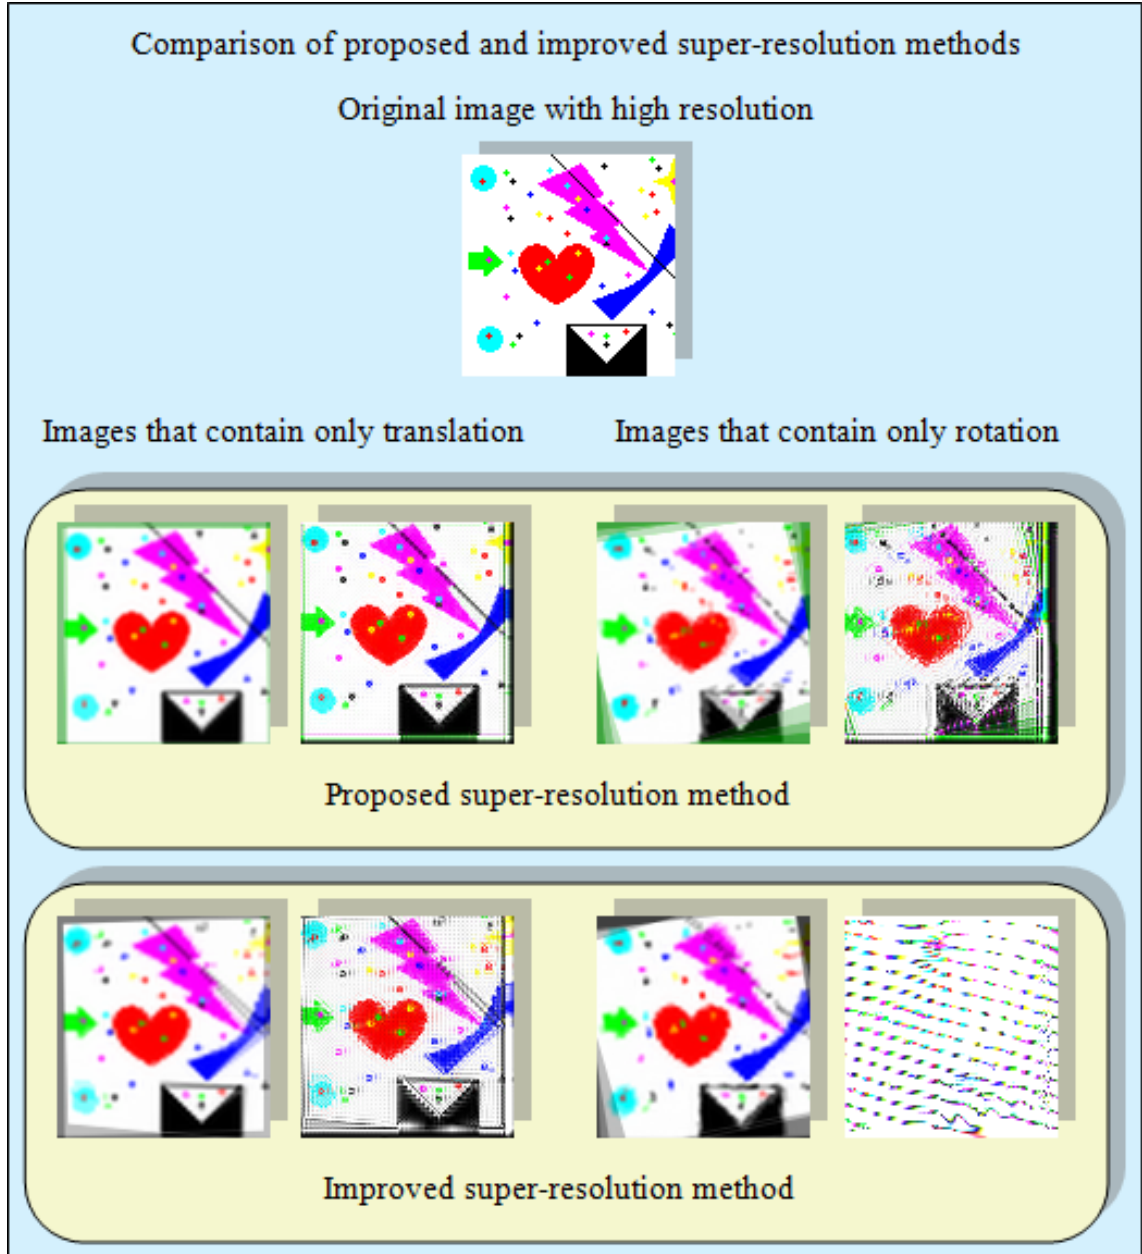 Comparison of proposed and improved super-resolution methods
Original image with high resolution
Images that contain only translation
Images that contain only rotation
Proposed super-resolution method
Improved super-resolution method